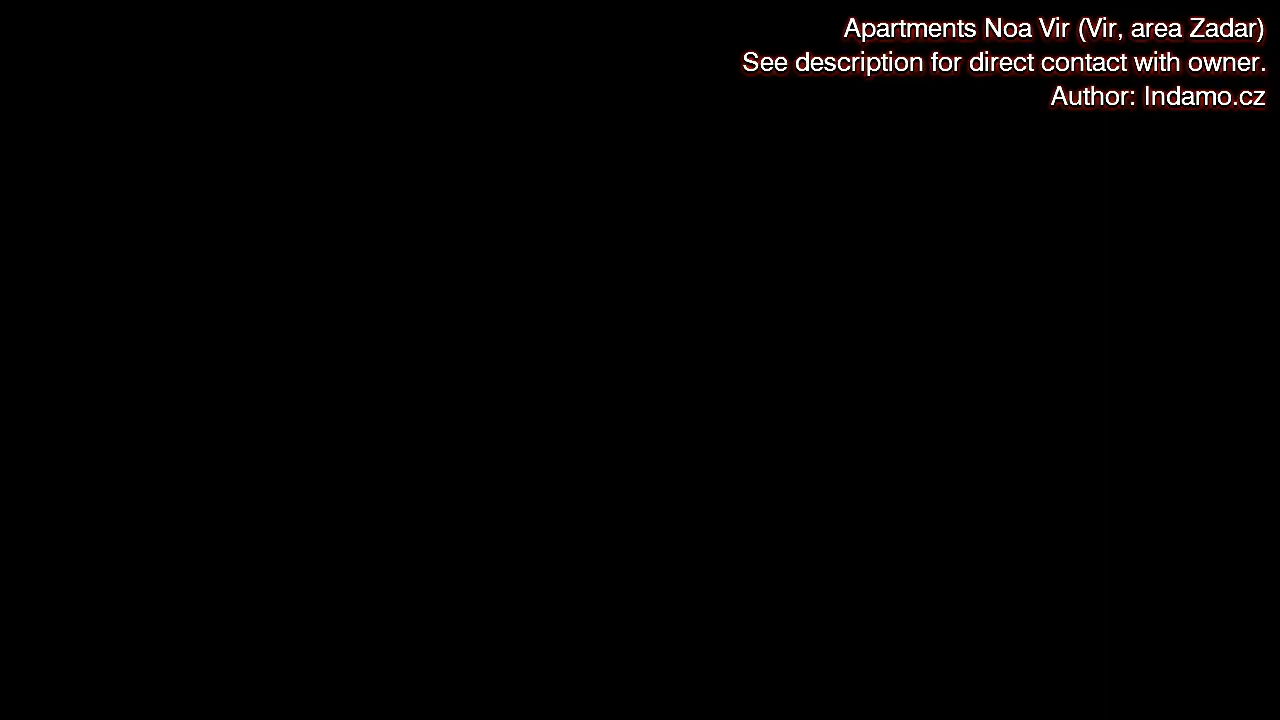 Apartments Noa Vir (Vir, area Zadar)
See description for direct contact with owner.
Author: Indamo.cz